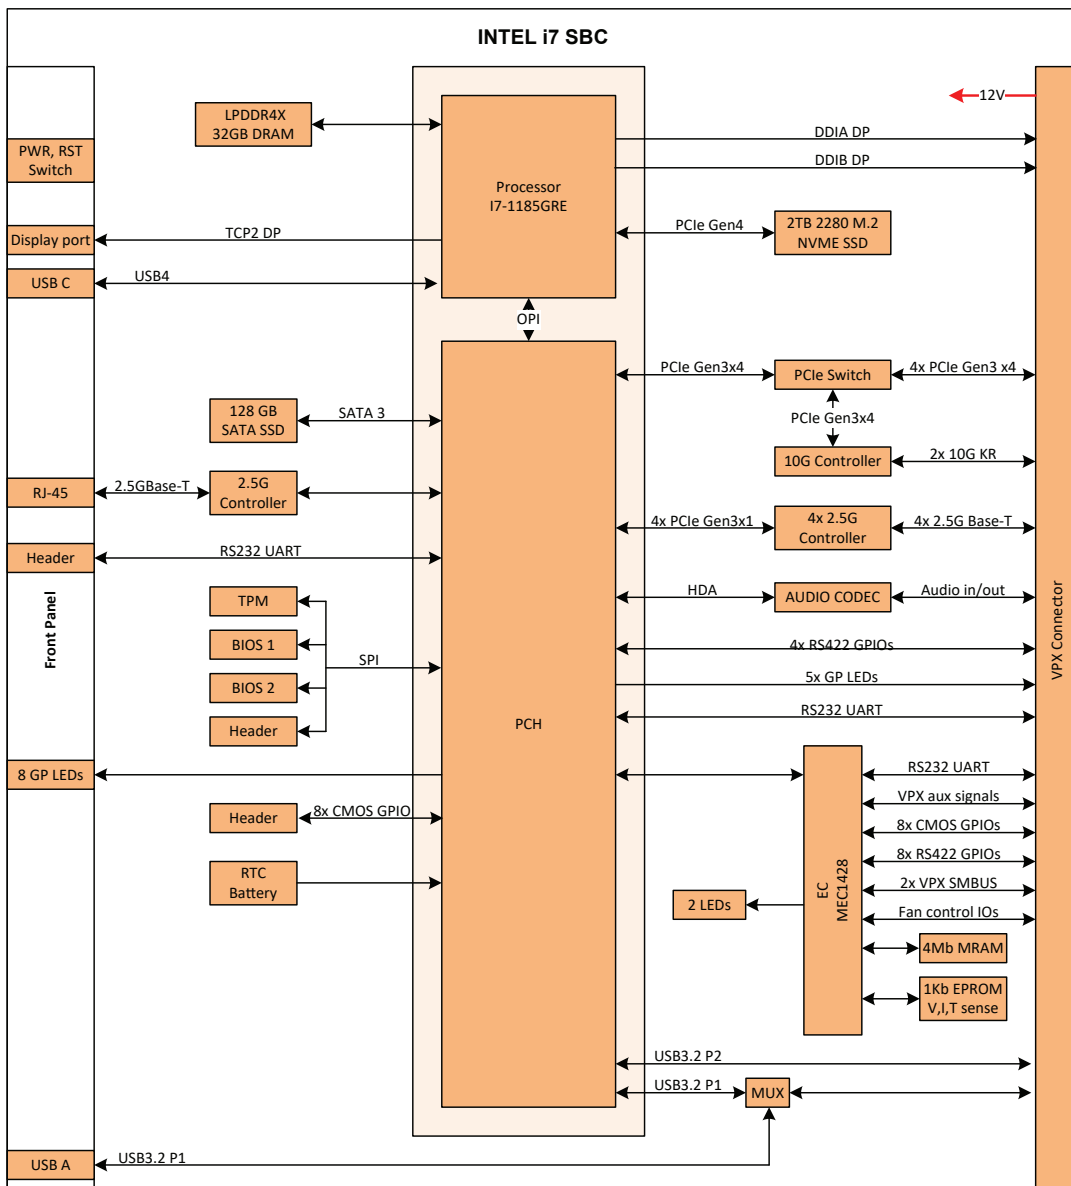 INTEL i7 SBC
12V
LPDDR4X
32GB DRAM
PWR, RST
Switch
DDIA DP
DDIB DP
Processor
I7-1185GRE
Display port
TCP2 DP
PCIe Gen4
2TB 2280 M.2
NVME SSD
USB C
USB4
OPI
PCIe Gen3x4
PCIe Switch
4x PCIe Gen3 x4
PCIe Gen3x4
128 GB
SATA SSD
SATA 3
10G Controller
2x 10G KR
RJ-45
2.5GBase-T
2.5G
Controller
4x PCIe Gen3x1
4x 2.5G
Controller
4x 2.5G Base-T
Header
RS232 UART
HDA
AUDIO CODEC
Audio in/out
TPM
BIOS 1
BIOS 2
Header
SPI
Front Panel
4x RS422 GPIOs
5x GP LEDs
RS232 UART
VPX Connector
PCH
8 GP LEDs
Header
8x CMOS GPIO
RTC
Battery
EC
MEC1428
2 LEDs
RS232 UART
VPX aux signals
8x CMOS GPIOs
8x RS422 GPIOs
2x VPX SMBUS
Fan control IOs
4Mb MRAM
1Kb EPROM
V,I,T sense
USB3.2 P2
USB3.2 P1
MUX
USB A
USB3.2 P1